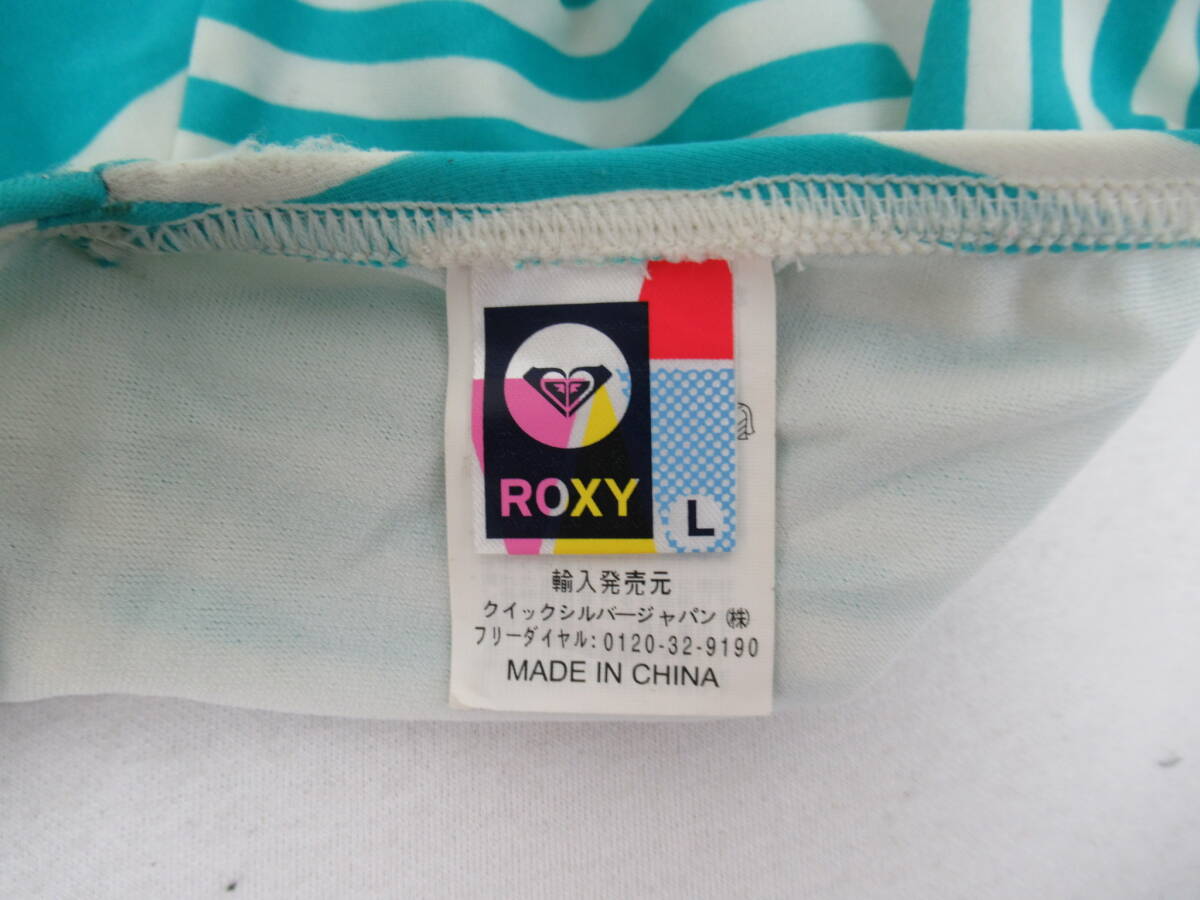 ROXY
L
輸入発売元
クイックシルバージャパン ㈱
フリーダイヤル:0120-32-9190
MADE IN CHINA